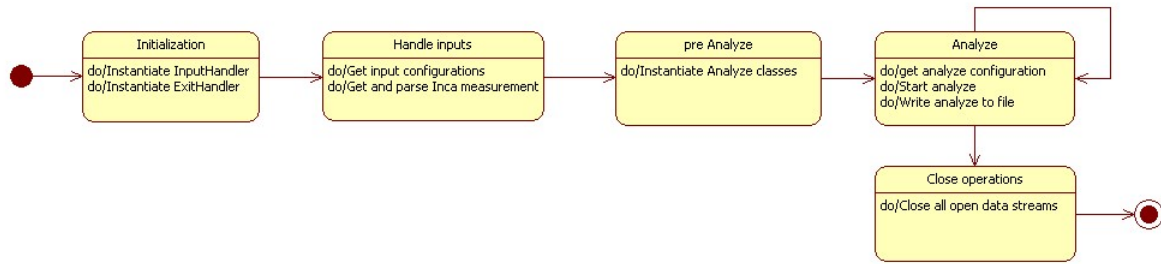 Initialization
do/Instantiate InputHandler
do/Instantiate ExitHandler
Handle inputs
do/Get input configurations
do/Get and parse Inca measurement
pre Analyze
do/Instantiate Analyze classes
Analyze
do/get analyze configuration
do/Start analyze
do/Write analyze to file
Close operations
do/Close all open data streams